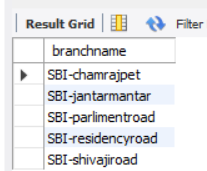 Result Grid Filter
branchname
SBI-chamrajpet
SBI-jantarmantar
SBI-parlimentroad
SBI-residencyroad
SBI-shivajiroad